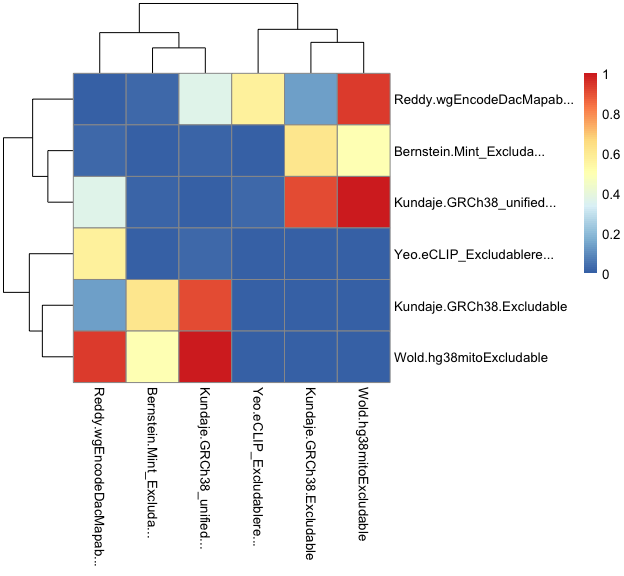 1
Reddy.wgEncodeDacMapab...
0.8
Bernstein.Mint_Excluda...
0.6
Kundaje.GRCh38_unified...
0.4
0.2
Yeo.eCLIP_Excludablere...
0
Kundaje.GRCh38.Excludable
Wold.hg38mitoExcludable
Reddy.wgEncodeDacMapab...
Bernstein.Mint_Excluda...
Kundaje.GRCh38_unified...
Yeo.eCLIP_Excludablere...
Kundaje.GRCh38.Excludable
Wold.hg38mitoExcludable